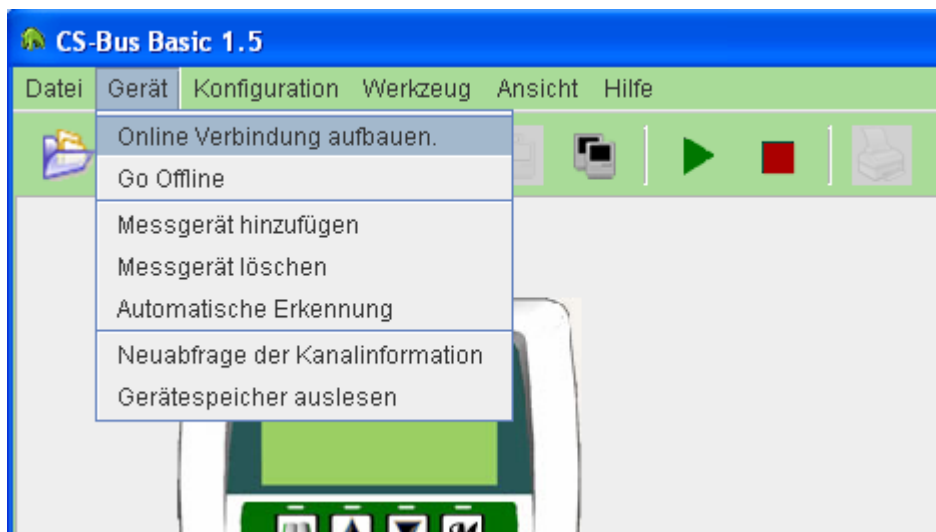 CS-Bus Basic 1.5
Datei Gerät Konfiguration Werkzeug Ansicht Hilfe
Online Verbindung aufbauen.
Go Offline
Messgerät hinzufügen
Messgerät löschen
Automatische Erkennung
Neuabfrage der Kanalinformation
Gerätespeicher auslesen